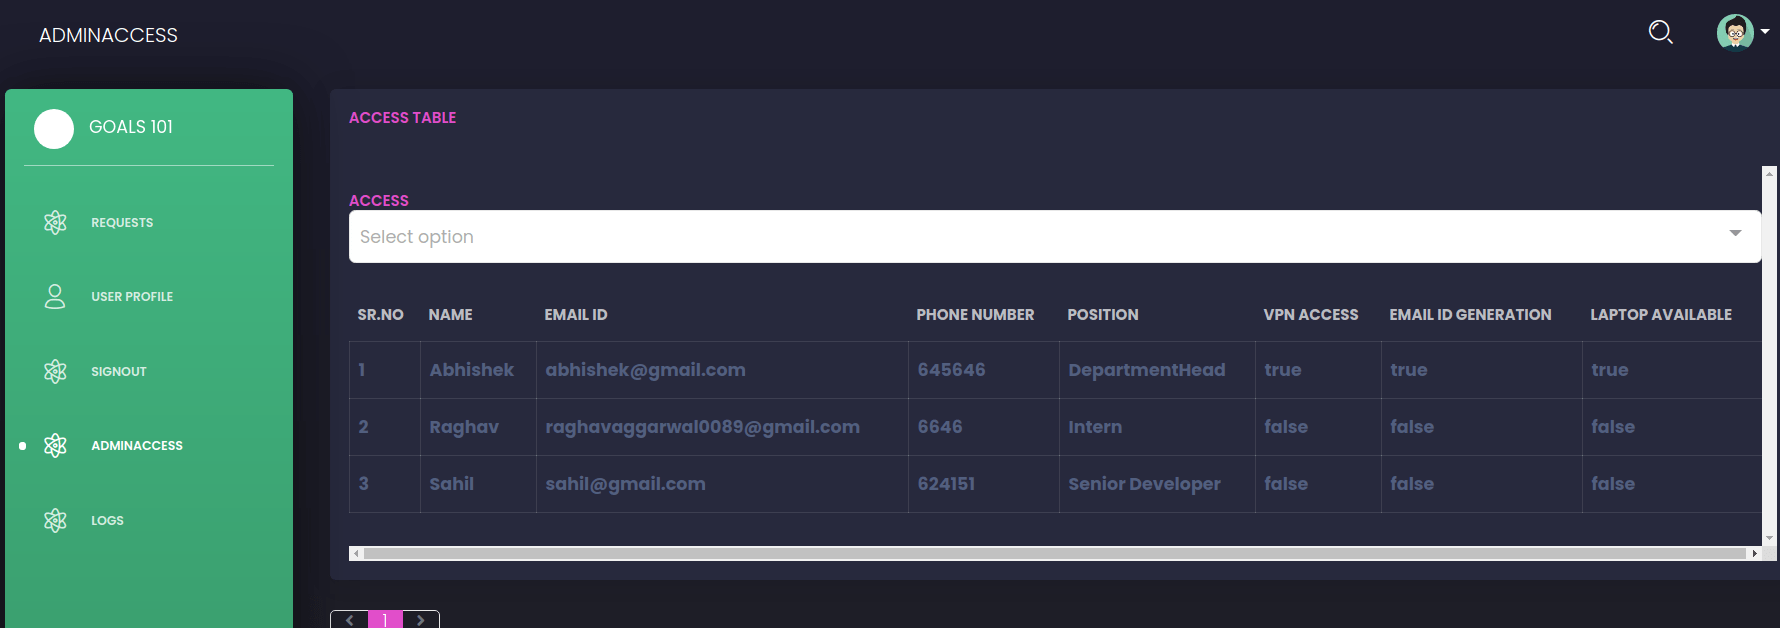 ADMINACCESS
GOALS 101
REQUESTS
USER PROFILE
SIGNOUT
ADMINACCESS
LOGS
ACCESS TABLE
ACCESS
Select option
SR.NO NAME EMAIL ID PHONE NUMBER POSITION VPN ACCESS EMAIL ID GENERATION LAPTOP AVAILABLE
1 Abhishek abhishek@gmail.com 645646 DepartmentHead true true true
2 Raghav raghavaggarwal0089@gmail.com 6646 Intern false false false
3 Sahil sahil@gmail.com 624151 Senior Developer false false false
1